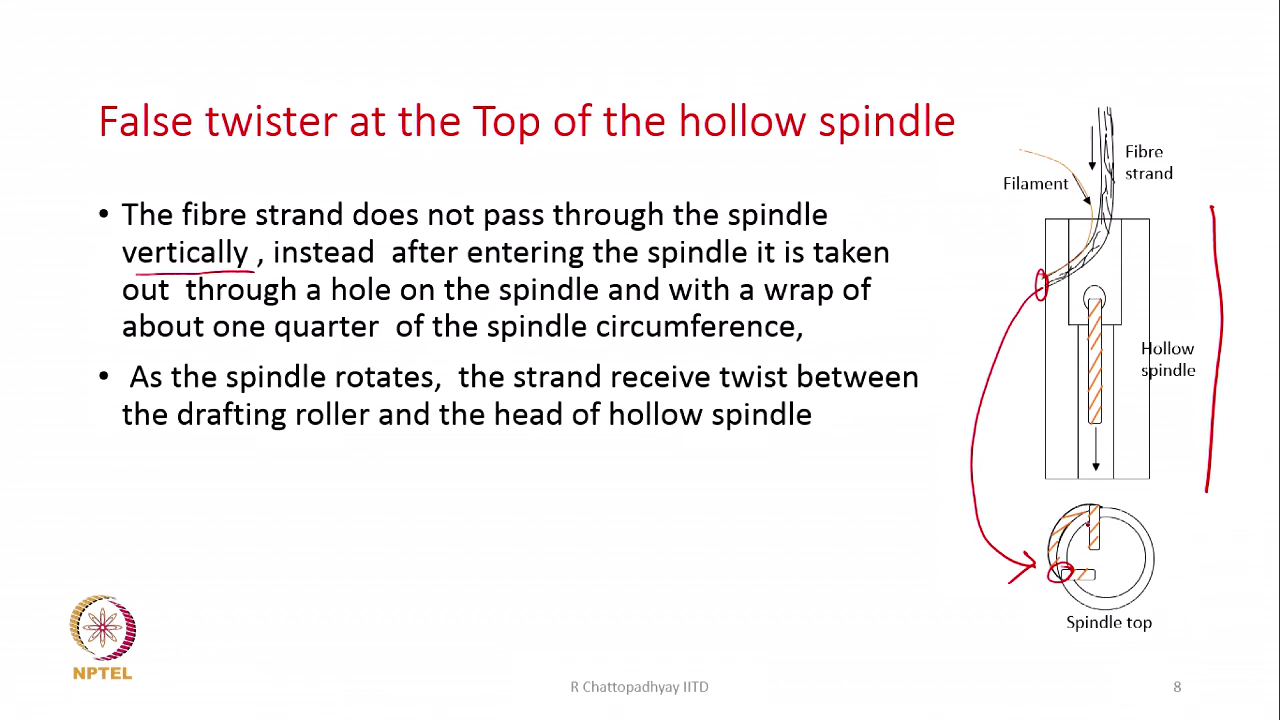 False twister at the Top of the hollow spindle
• The fibre strand does not pass through the spindle
vertically , instead after entering the spindle it is taken
out through a hole on the spindle and with a wrap of
about one quarter of the spindle circumference,
• As the spindle rotates, the strand receive twist between
the drafting roller and the head of hollow spindle
Fibre
strand
Filament
Hollow
spindle
Spindle top
NPTEL
R Chattopadhyay IITD
8